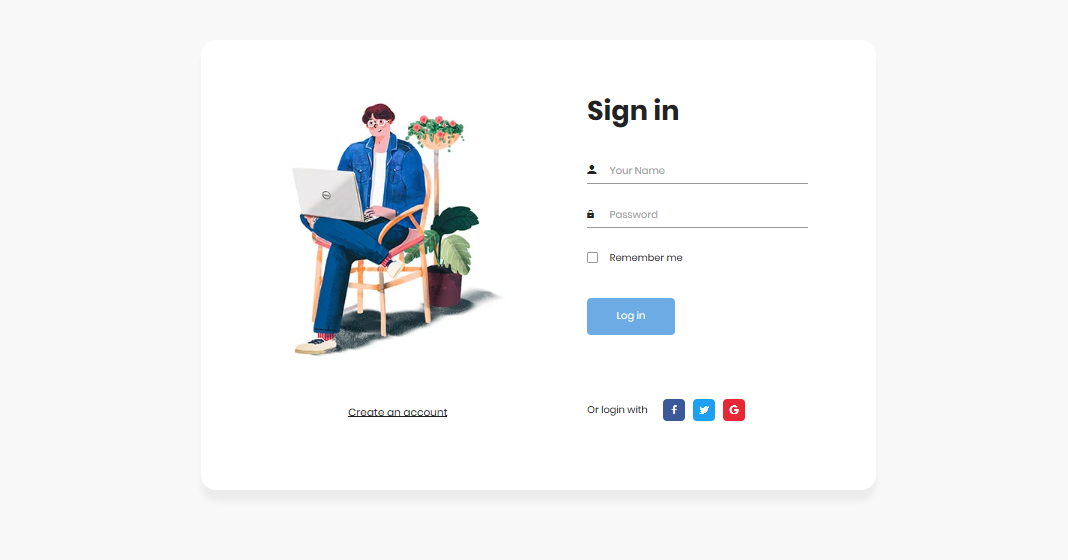 Sign in
Your Name
Password
Remember me
Log in
Create an account
Or login with